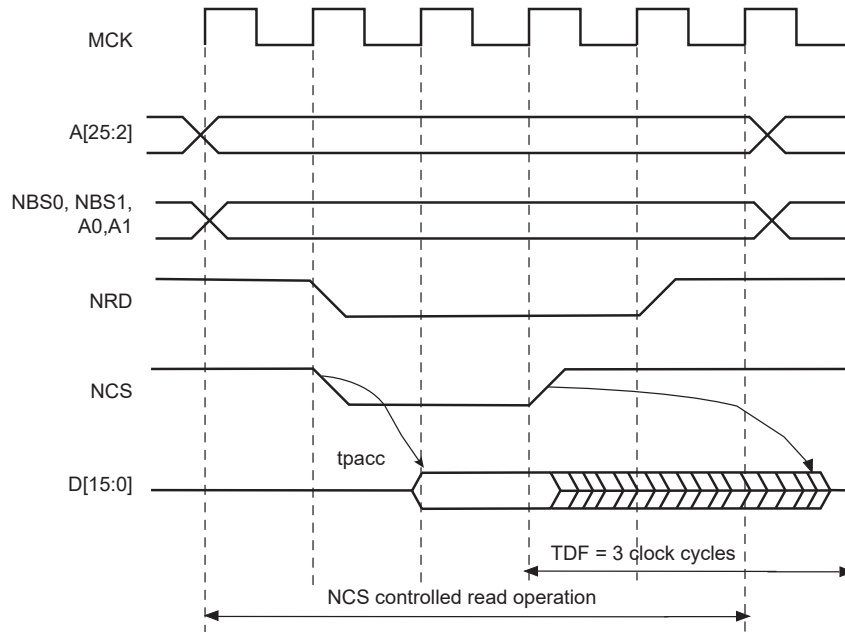 MCK
A[25:2]
NBS0, NBS1,
A0,A1
NRD
NCS
tpacc
D[15:0]
TDF = 3 clock cycles
NCS controlled read operation